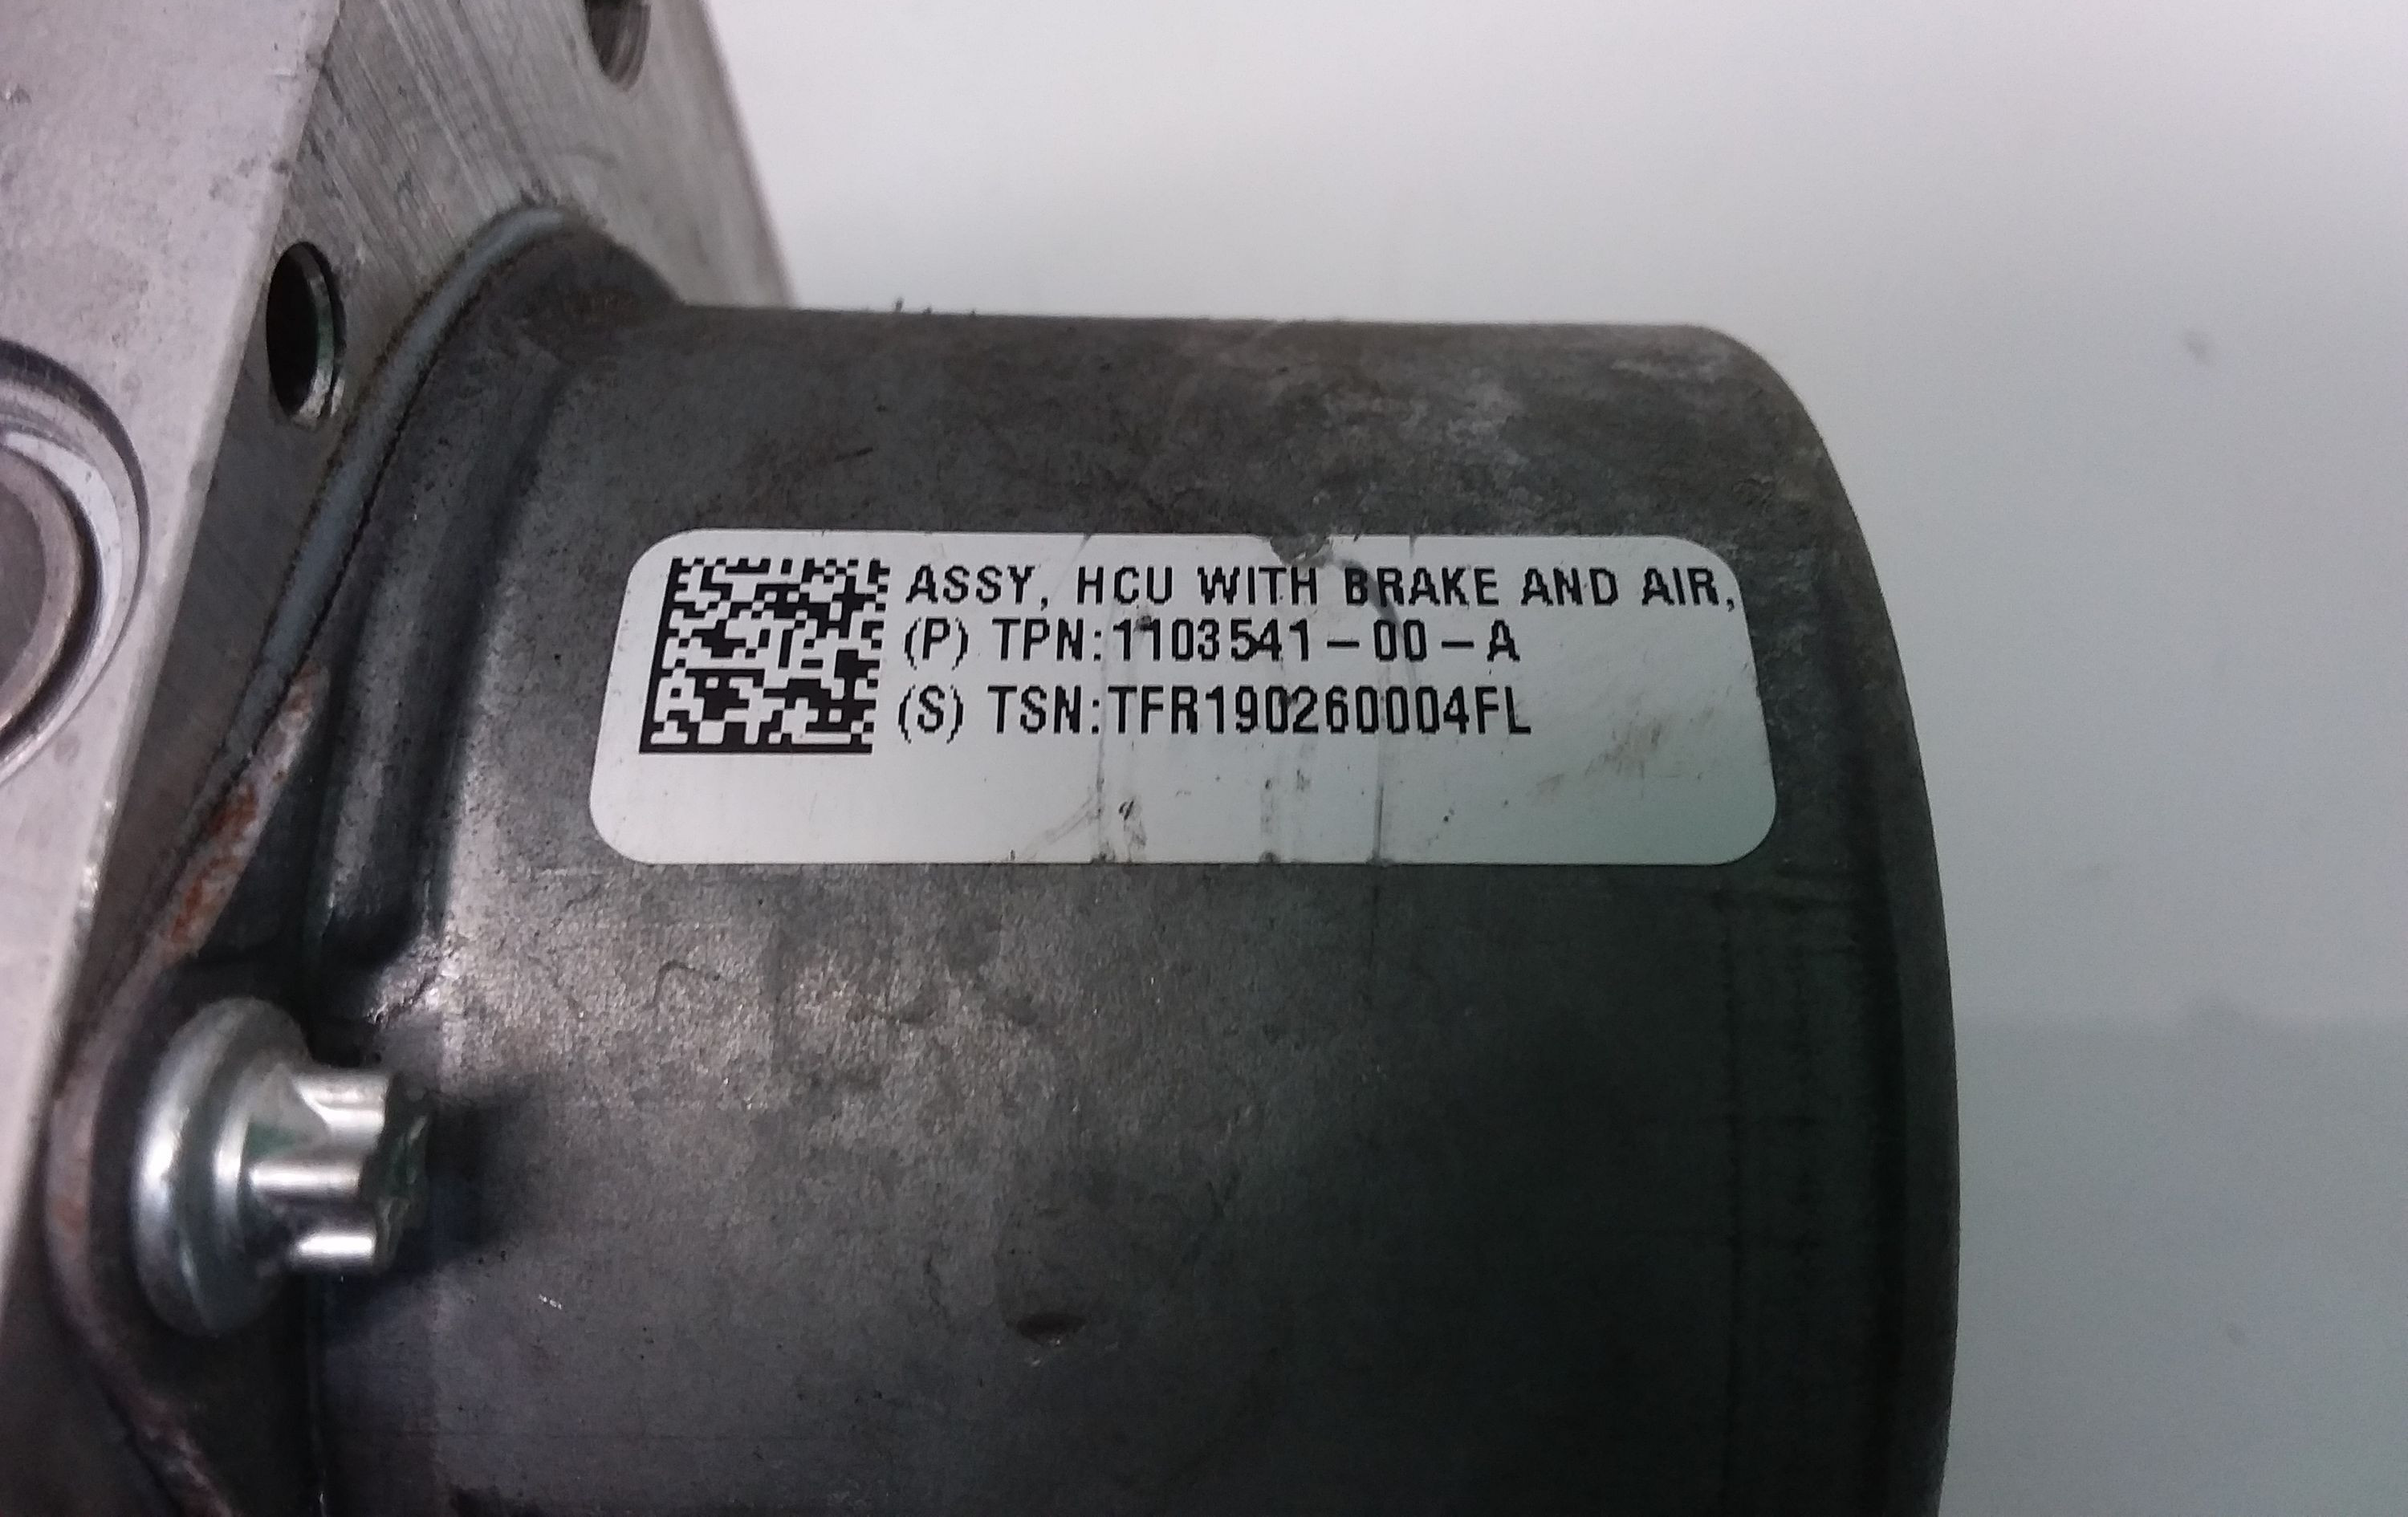 ASSY, HCU WITH BRAKE AND AIR,
(P) TPN:1103541-00-A
(S) TSN:TFR190260004FL